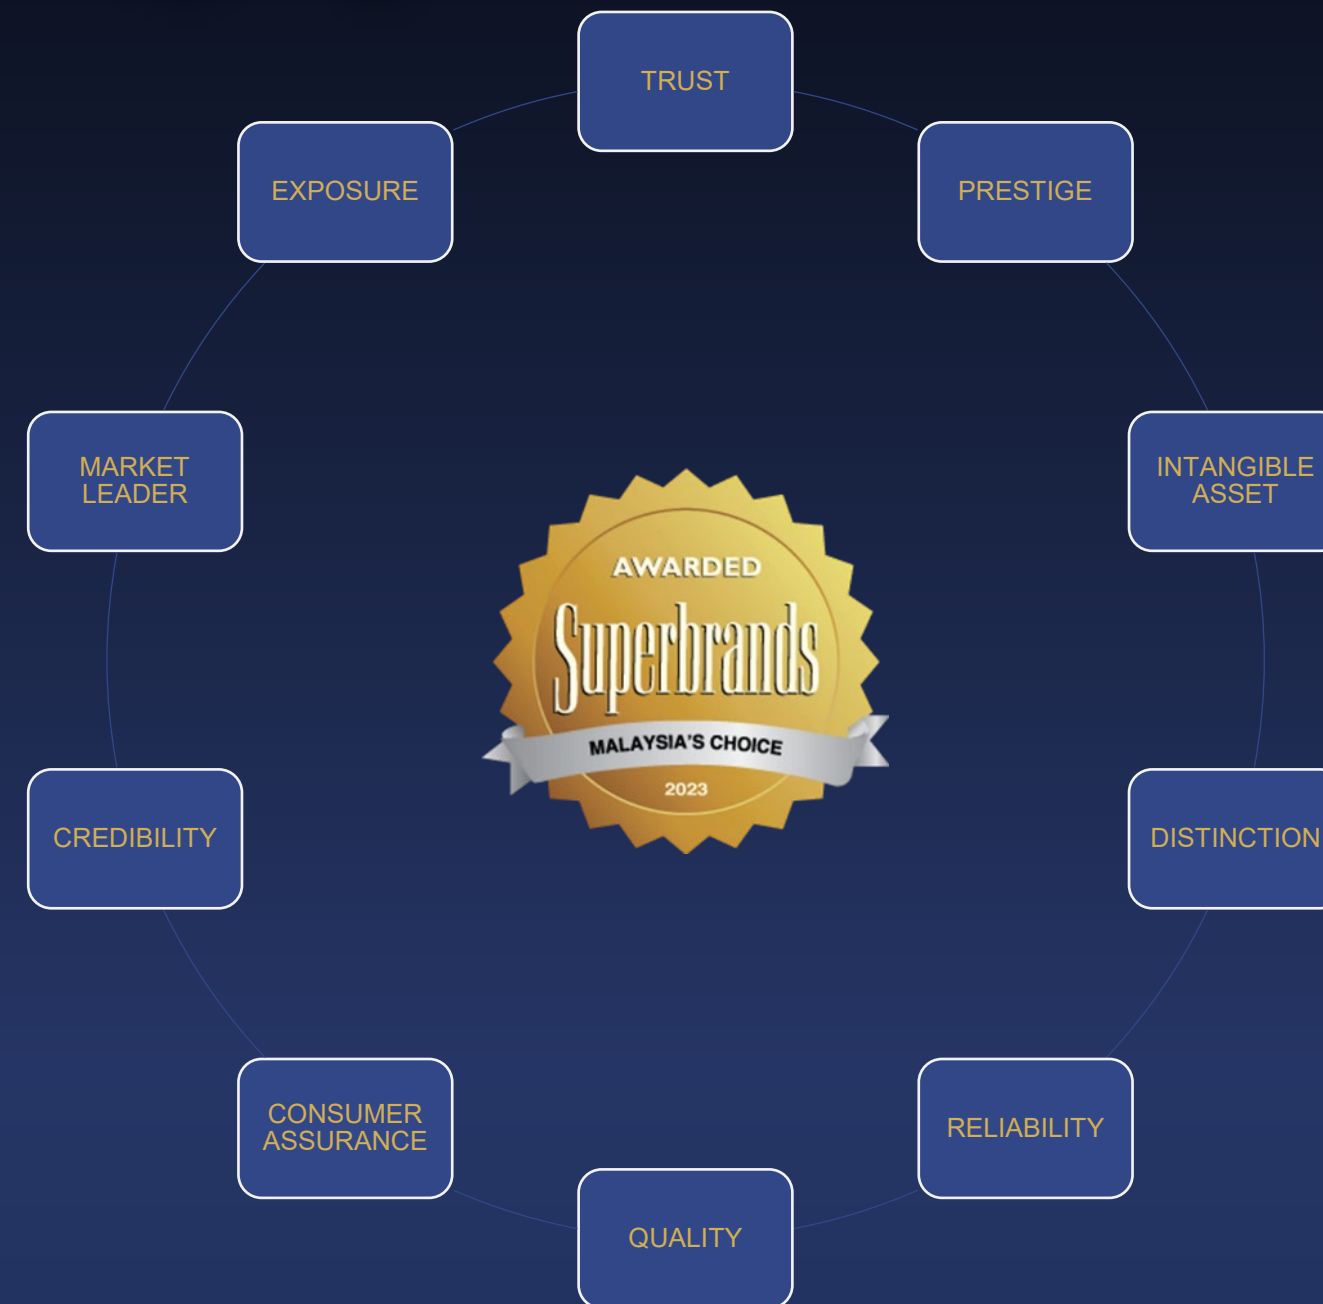 TRUST
EXPOSURE
PRESTIGE
MARKET
LEADER
INTANGIBLE
ASSET
AWARDED
Superbrands
MALAYSIA'S CHOICE
2023
CREDIBILITY
DISTINCTION
CONSUMER
ASSURANCE
RELIABILITY
QUALITY